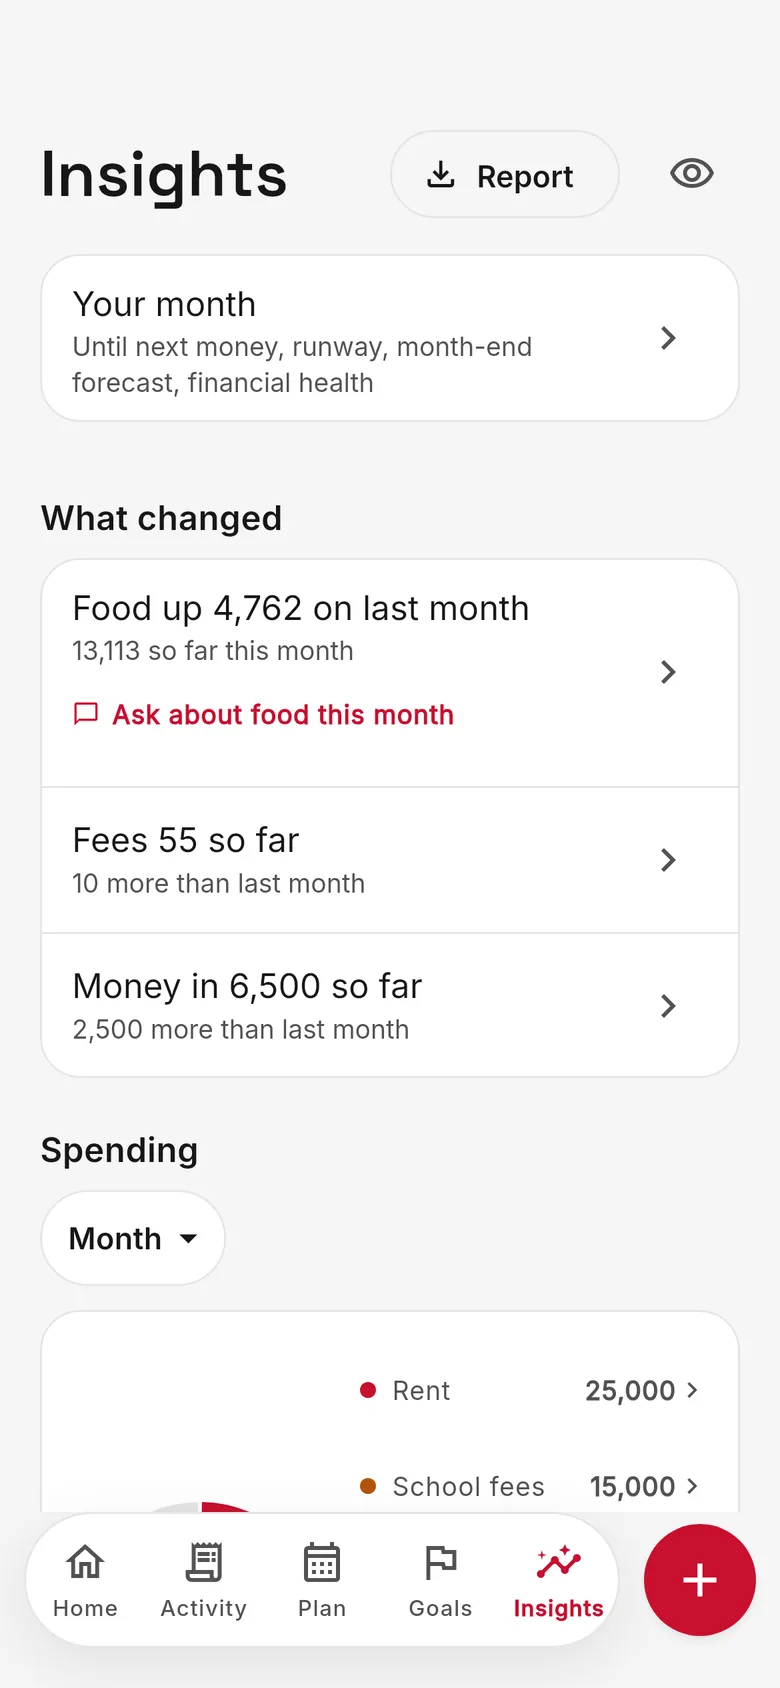 Insights
Report
Your month
Until next money, runway, month-end
forecast, financial health
What changed
Food up 4,762 on last month
13,113 so far this month
Ask about food this month
Fees 55 so far
10 more than last month
Money in 6,500 so far
2,500 more than last month
Spending
Month
Rent 25,000
School fees 15,000
Home Activity Plan Goals Insights